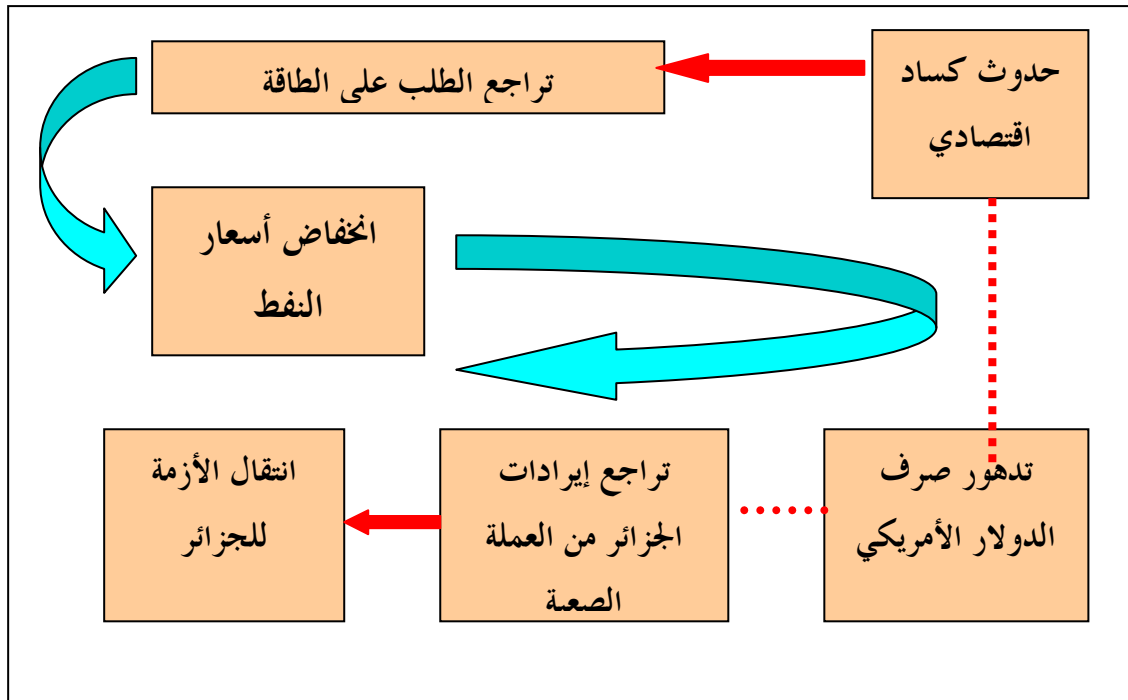 حدوث كساد
اقتصادي
تراجع الطلب على الطاقة
انخفاض أسعار
النفط
تدهور صرف
الدولار الأمريكي
تراجع إيرادات
الجزائر من العملة
الصعبة
انتقال الأزمة
للجزائر